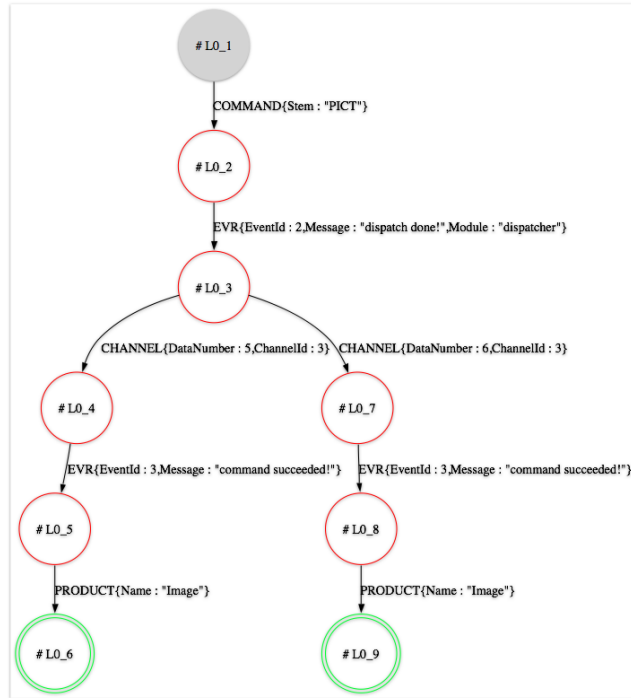 # L0_1
COMMAND{Stem : "PICT"}
# L0_2
EVR{EventId : 2,Message : "dispatch done!",Module : "dispatcher"}
# L0_3
CHANNEL{DataNumber : 5,ChannelId : 3}
CHANNEL{DataNumber : 6,ChannelId : 3}
# L0_4
# L0_7
EVR{EventId : 3,Message : "command succeeded!"}
EVR{EventId : 3,Message : "command succeeded!"}
# L0_5
# L0_8
PRODUCT{Name : "Image"}
PRODUCT{Name : "Image"}
# L0_6
# L0_9